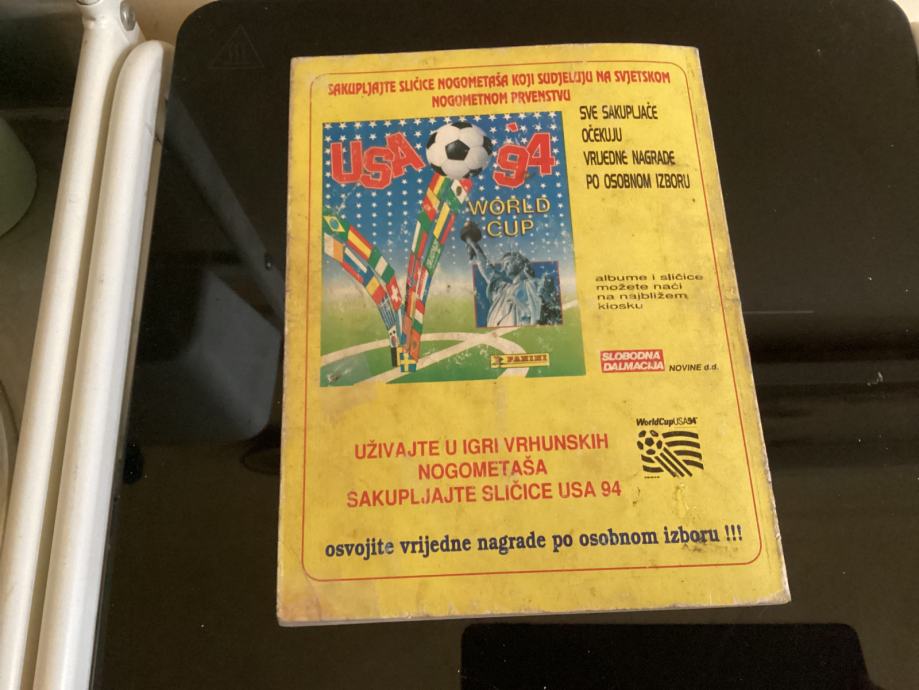 SAKUPLJAJTE SLIČICE NOGOMETAŠA KOJI SUDJELUJU NA SVJETSKOM
NOGOMETNOM PRVENSTVU
USA '94
WORLD
CUP
PANINI
SVE SAKUPLJAČE
OČEKUJU
VRIJEDNE NAGRADE
PO OSOBNOM IZBORU
albume i sličice
možete naći
na najbližem
kiosku
SLOBODNA
DALMACIJA NOVINE d.d.
WorldCupUSA94
UŽIVAJTE U IGRI VRHUNSKIH
NOGOMETAŠA
SAKUPLJAJTE SLIČICE USA 94
osvojite vrijedne nagrade po osobnom izboru !!!